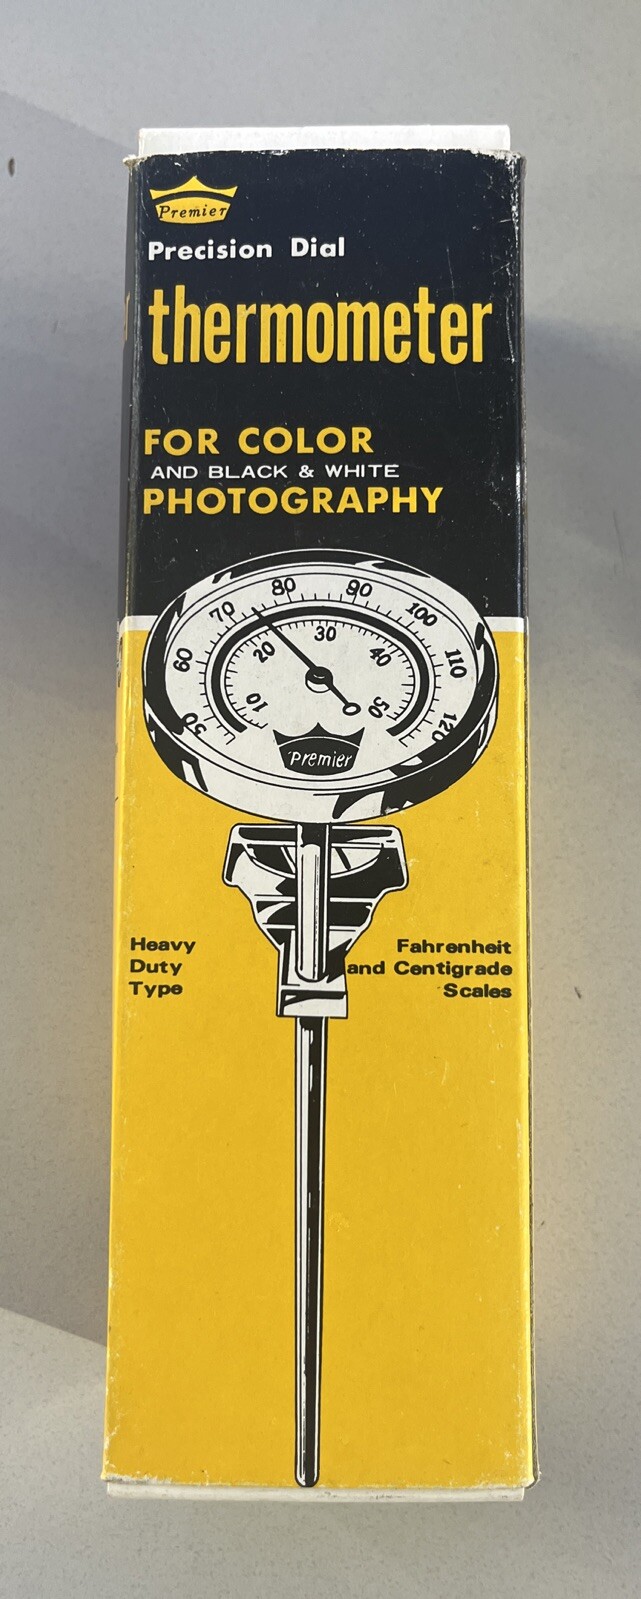 Premier
Precision Dial
thermometer
FOR COLOR
AND BLACK & WHITE
PHOTOGRAPHY
50 60 70 80 90 100 110 120
10 20 30 40 50
Premier
Heavy
Duty
Type
Fahrenheit
and Centigrade
Scales